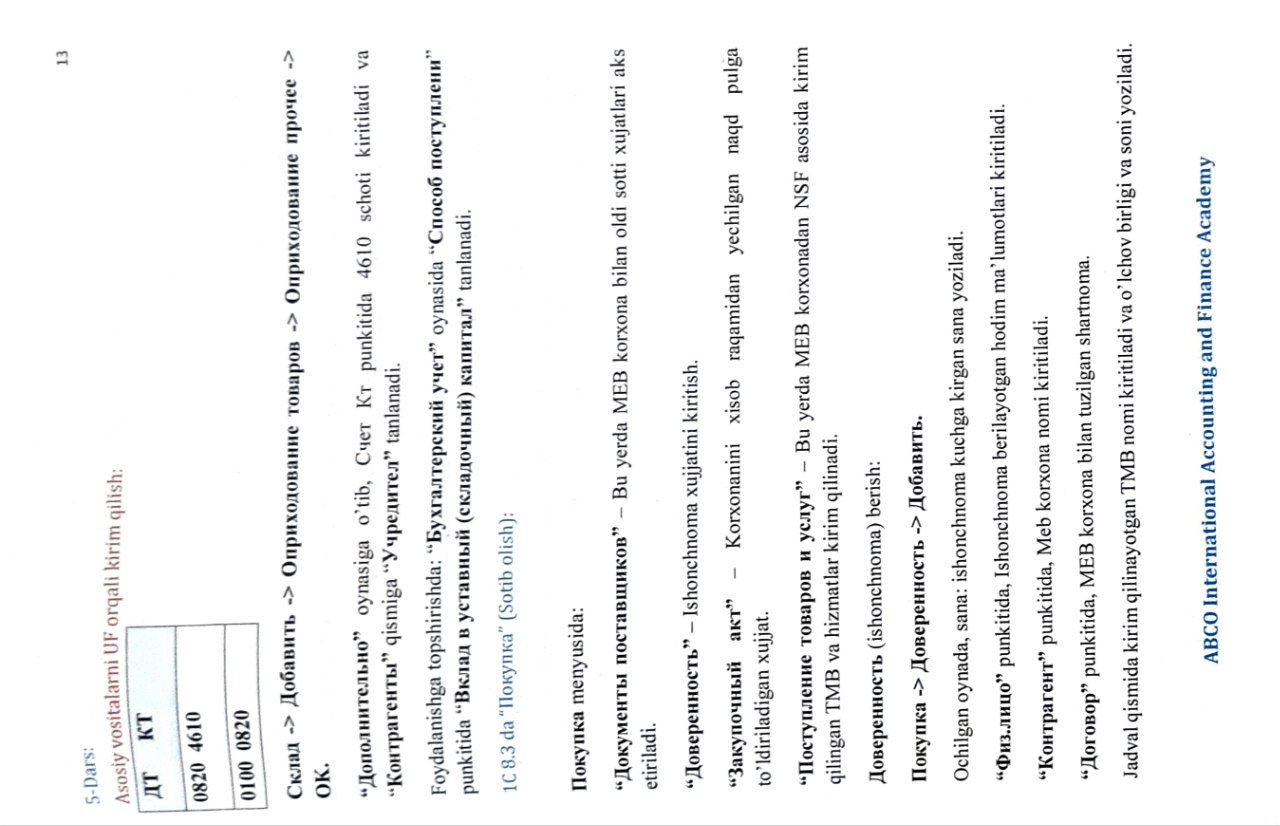 13
5-Dars:
Asosiy vositalarni UF orqali kirim qilish:
ДТ КТ
0820 4610
0100 0820
Склад -> Добавить -> Оприходование товаров -> Оприходование прочее ->
ОК.
“Дополнительно” oynasiga o’tib, Счет Кт punkitida 4610 schoti kiritiladi va
“Контрагенты” qismiga “Учредител” tanlanadi.
Foydalanishga topshirishda: “Бухгалтерский учет” oynasida “Способ поступлени”
punkitida “Вклад в уставный (складочный) капитал” tanlanadi.
1C 8.3 da “Покупка” (Sotib olish):
Покупка menyusida:
“Документы поставщиков” – Bu yerda MEB korxona bilan oldi sotti xujatlari aks
etiriladi.
“Доверенность” – Ishonchnoma xujjatini kiritish.
“Закупочный акт” – Korxonanini xisob raqamidan yechilgan naqd pulga
to’ldiriladigan xujjat.
“Поступление товаров и услуг” – Bu yerda MEB korxonadan NSF asosida kirim
qilingan TMB va hizmatlar kirim qilinadi.
Доверенность (ishonchnoma) berish:
Покупка -> Доверенность -> Добавить.
Ochilgan oynada, sana: ishonchnoma kuchga kirgan sana yoziladi.
“Физ.лицо” punkitida, Ishonchnoma berilayotgan hodim ma’lumotlari kiritiladi.
“Контрагент” punkitida, Meb korxona nomi kiritiladi.
“Договор” punkitida, MEB korxona bilan tuzilgan shartnoma.
Jadval qismida kirim qilinayotgan TMB nomi kiritiladi va o’lchov birligi va soni yoziladi.
ABCO International Accounting and Finance Academy